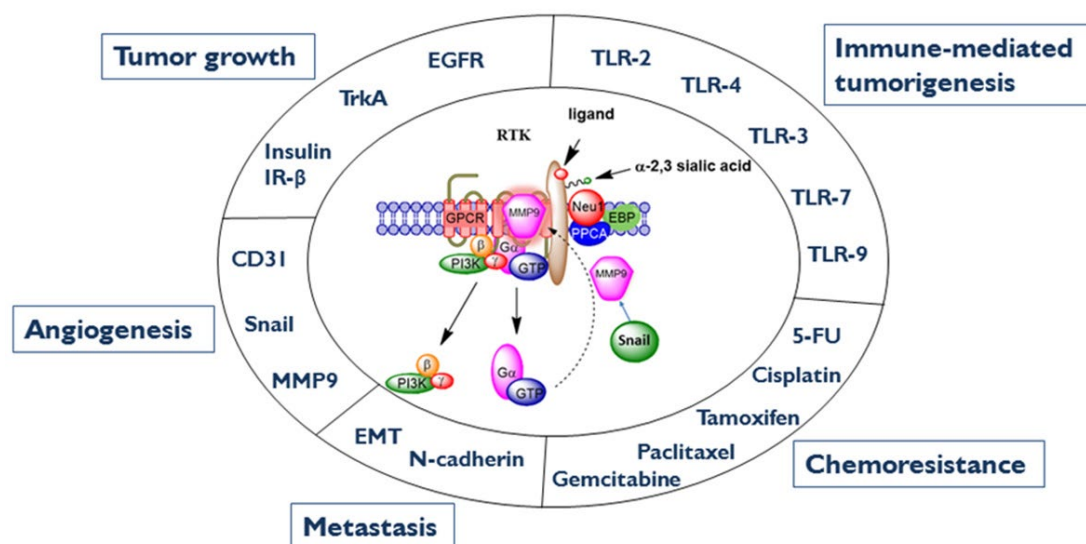 Tumor growth
EGFR
TrkA
Insulin
IR-β
TLR-2
TLR-4
TLR-3
TLR-7
TLR-9
Immune-mediated
tumorigenesis
ligand
RTK
α-2,3 sialic acid
GPCR
MMP9
Neu1
EBP
PPCA
β
Gα
PI3K
γ
GTP
MMP9
Snail
β
PI3K
γ
Gα
GTP
CD31
Snail
MMP9
Angiogenesis
EMT
N-cadherin
Metastasis
5-FU
Cisplatin
Tamoxifen
Paclitaxel
Gemcitabine
Chemoresistance